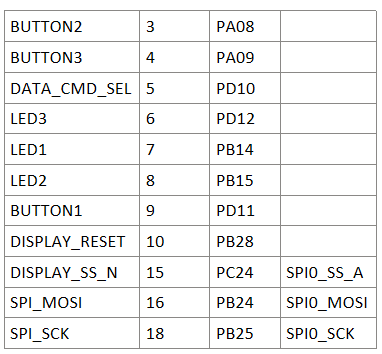 BUTTON2 3 PA08
BUTTON3 4 PA09
DATA_CMD_SEL 5 PD10
LED3 6 PD12
LED1 7 PB14
LED2 8 PB15
BUTTON1 9 PD11
DISPLAY_RESET 10 PB28
DISPLAY_SS_N 15 PC24 SPI0_SS_A
SPI_MOSI 16 PB24 SPI0_MOSI
SPI_SCK 18 PB25 SPI0_SCK